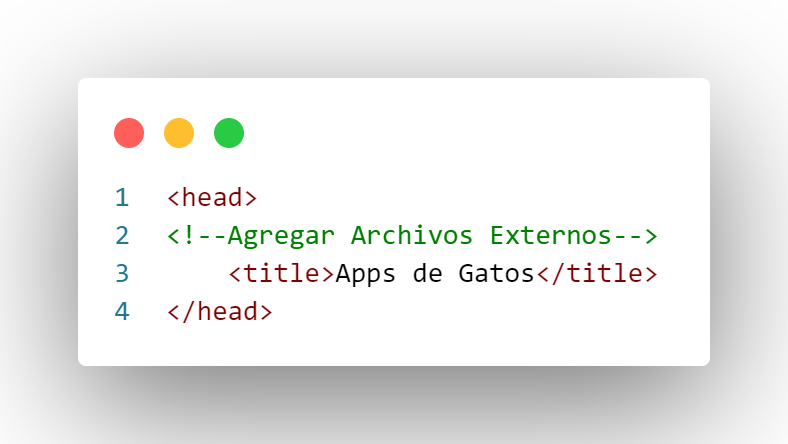 1 <head>
2 <!--Agregar Archivos Externos-->
3     <title>Apps de Gatos</title>
4 </head>